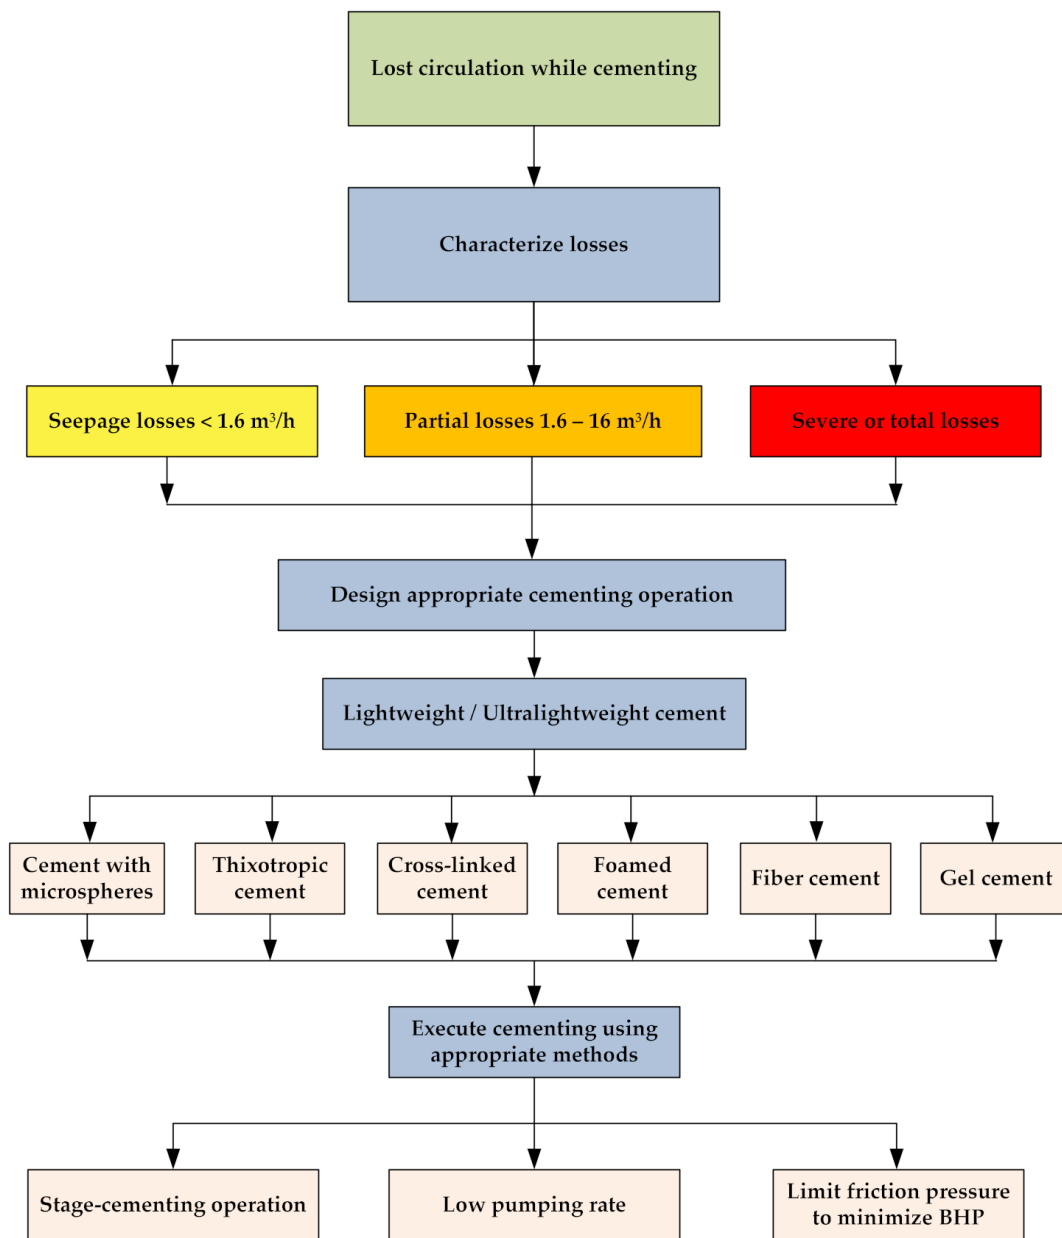 Lost circulation while cementing
Characterize losses
Seepage losses < 1.6 m³/h
Partial losses 1.6 – 16 m³/h
Severe or total losses
Design appropriate cementing operation
Lightweight / Ultralightweight cement
Cement with
microspheres
Thixotropic
cement
Cross-linked
cement
Foamed
cement
Fiber cement
Gel cement
Execute cementing using
appropriate methods
Stage-cementing operation
Low pumping rate
Limit friction pressure
to minimize BHP